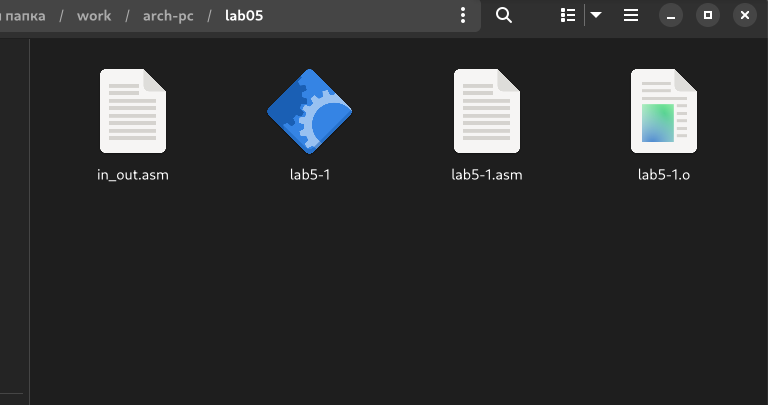 папка / work / arch-pc / lab05
in_out.asm lab5-1 lab5-1.asm lab5-1.o